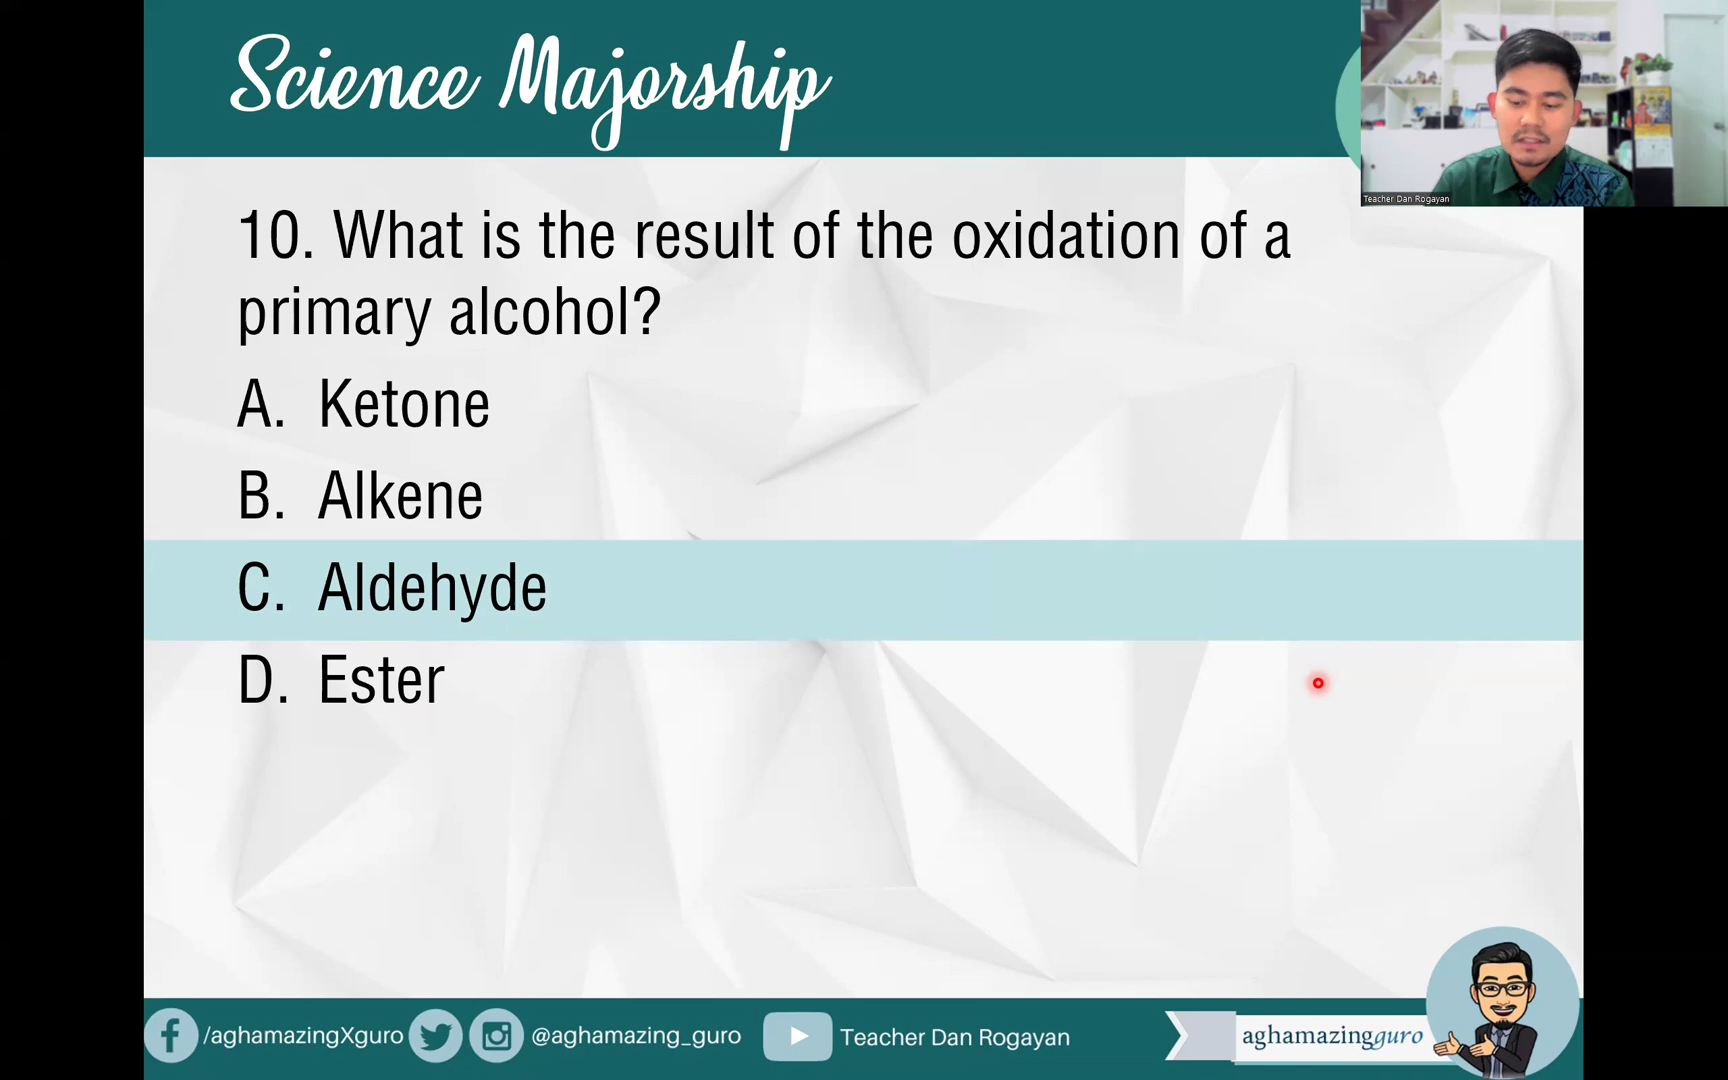 Science Majorship
Teacher Dan Rogayan
10. What is the result of the oxidation of a
primary alcohol?
A. Ketone
B. Alkene
C. Aldehyde
D. Ester
/aghamazingXguro
@aghamazing_guro
Teacher Dan Rogayan
aghamazingguro